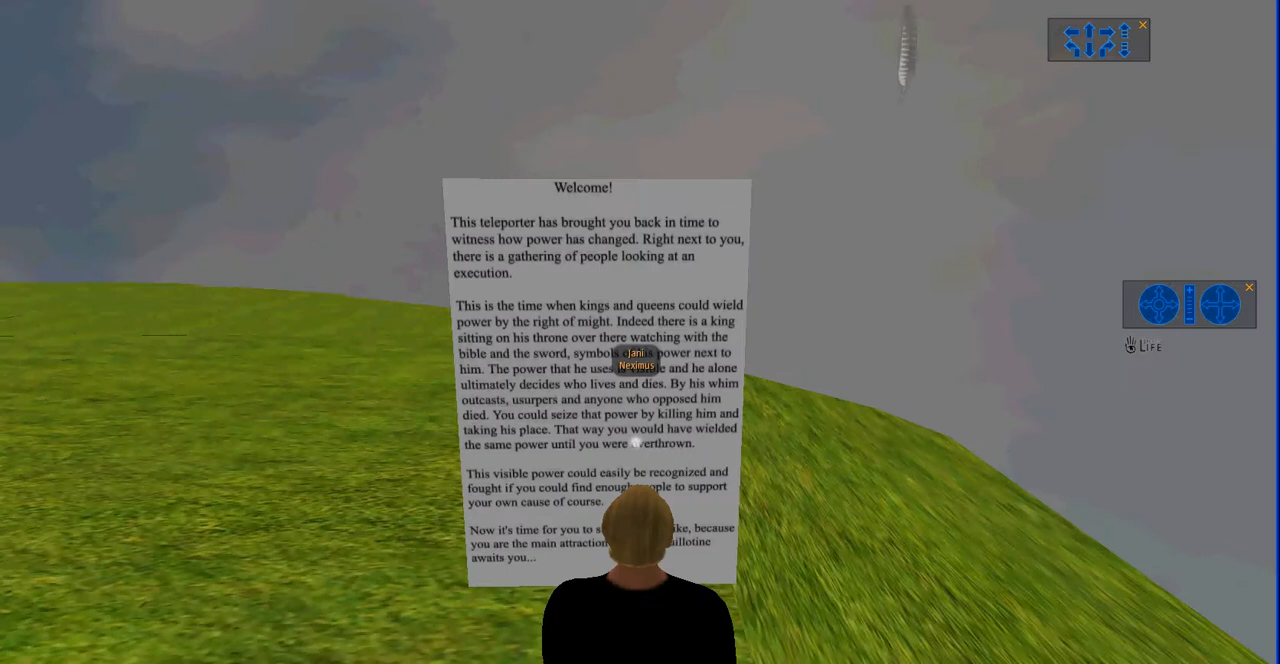 Welcome!
This teleporter has brought you back in time to
witness how power has changed. Right next to you,
there is a gathering of people looking at an
execution.
This is the time when kings and queens could wield
power by the right of might. Indeed there is a king
sitting on his throne over there watching with the
bible and the sword, symbols power next to
Jani
Neximus
him. The power that he uses and he alone
ultimately decides who lives and dies. By his whim
outcasts, usurpers and anyone who opposed him
died. You could seize that power by killing him and
taking his place. That way you would have wielded
the same power until you were overthrown.
This visible power could easily be recognized and
fought if you could find enough people to support
your own cause of course.
Now it's time for you to because
you are the main attraction
awaits you...
LIFE